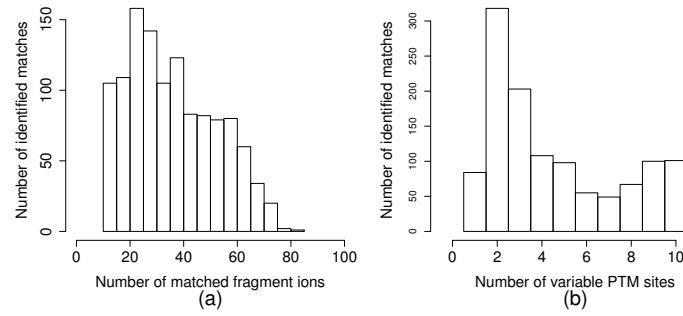 Number of identified matches
150
100
50
0
0 20 40 60 80 100
Number of matched fragment ions
(a)
Number of identified matches
300
250
200
150
100
50
0
0 2 4 6 8 10
Number of variable PTM sites
(b)